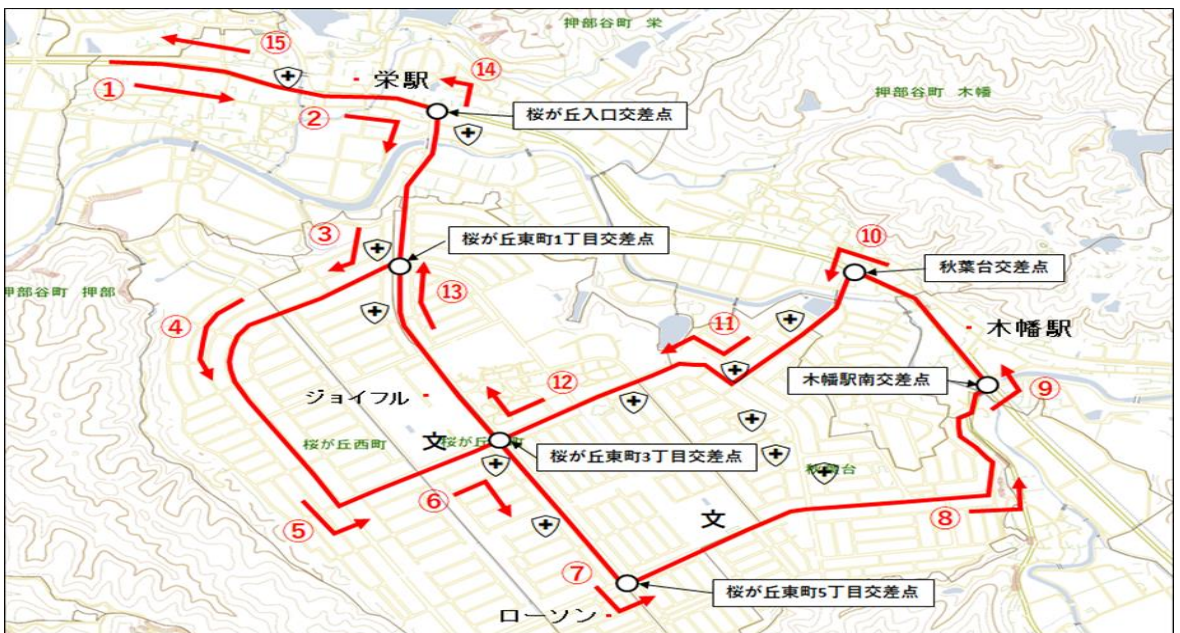 押部谷町 栄
⑮
栄駅
⑭
①
押部谷町 木幡
②
桜が丘入口交差点
③
桜が丘東町1丁目交差点
⑩
秋葉台交差点
⑬
押部谷町 押部
④
⑪
木幡駅
木幡駅南交差点
⑨
⑫
ジョイフル
文
桜が丘西町
桜が丘東町3丁目交差点
⑥
⑤
文
⑧
⑦
桜が丘東町5丁目交差点
ローソン